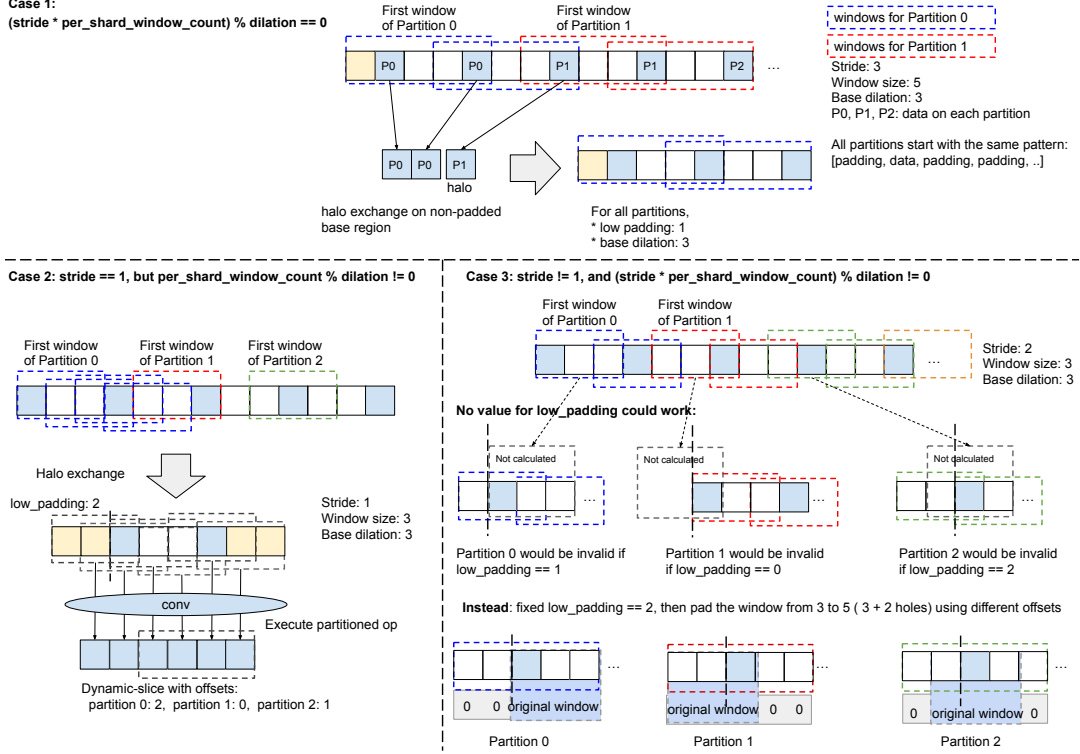 Case 1:
(stride * per_shard_window_count) % dilation == 0
First window
of Partition 0
First window
of Partition 1
P0
P0
P1
P1
P2
...
windows for Partition 0
windows for Partition 1
Stride: 3
Window size: 5
Base dilation: 3
P0, P1, P2: data on each partition
All partitions start with the same pattern:
[padding, data, padding, padding, ..]
P0
P0
P1
halo
halo exchange on non-padded
base region
For all partitions,
* low padding: 1
* base dilation: 3
Case 2: stride == 1, but per_shard_window_count % dilation != 0
First window
of Partition 0
First window
of Partition 1
First window
of Partition 2
Halo exchange
low_padding: 2
Stride: 1
Window size: 3
Base dilation: 3
conv
Execute partitioned op
Dynamic-slice with offsets:
partition 0: 2, partition 1: 0, partition 2: 1
Case 3: stride != 1, and (stride * per_shard_window_count) % dilation != 0
First window
of Partition 0
First window
of Partition 1
...
Stride: 2
Window size: 3
Base dilation: 3
No value for low_padding could work:
Not calculated
...
Not calculated
...
Not calculated
...
Partition 0 would be invalid if
low_padding == 1
Partition 1 would be invalid
if low_padding == 0
Partition 2 would be invalid
if low_padding == 2
Instead: fixed low_padding == 2, then pad the window from 3 to 5 ( 3 + 2 holes) using different offsets
...
...
...
0 0 original window
original window 0 0
0 original window 0
Partition 0
Partition 1
Partition 2